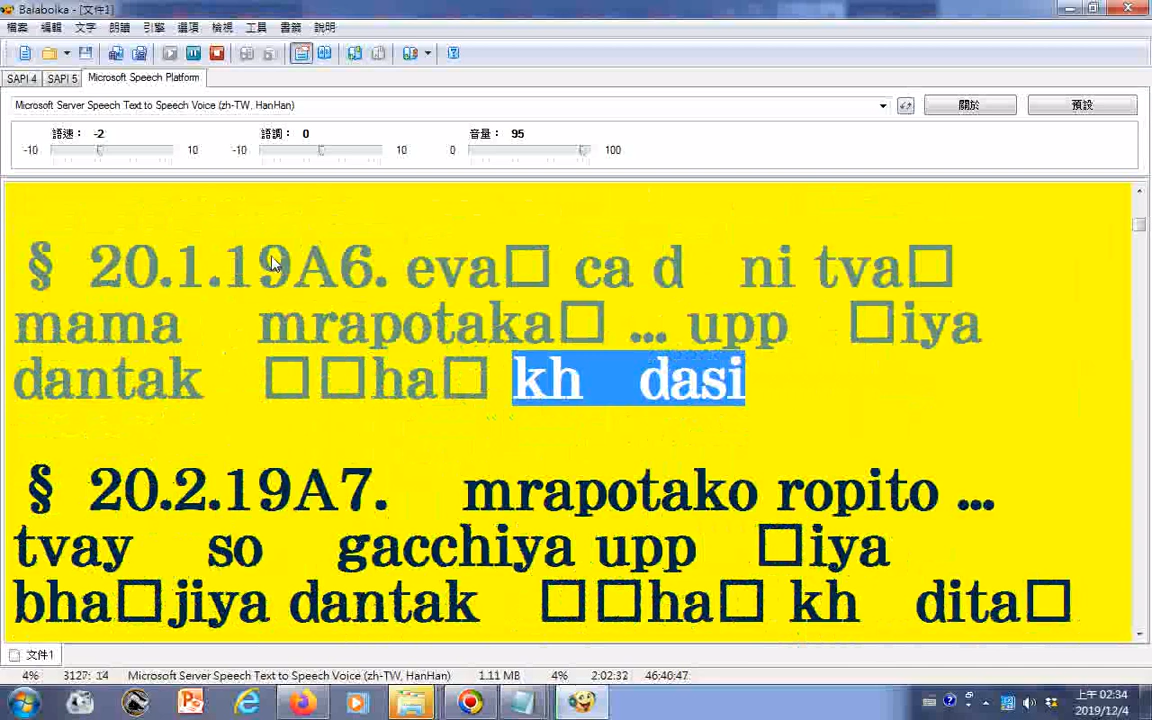 Balabolka - [文件1]
檔案 編輯 文字 朗讀 引擎 選項 檢視 工具 書籤 說明
SAPI 4 SAPI 5 Microsoft Speech Platform
Microsoft Server Speech Text to Speech Voice (zh-TW, HanHan) 關於 預設
語速： -2 語調： 0 音量： 95
-10 10 -10 10 0 100
§ 20.1.19A6. eva□ ca d ni tva□
mama mrapotaka□ ... upp □iya
dantak □□ha□ kh dasi
§ 20.2.19A7. mrapotako ropito ...
tvay so gacchiya upp □iya
bha□jiya dantak □□ha□ kh dita□
文件1
4% 3127: 14 Microsoft Server Speech Text to Speech Voice (zh-TW, HanHan) 1.11 MB 4% 2:02:32 46:40:47
上午 02:34
2019/12/4